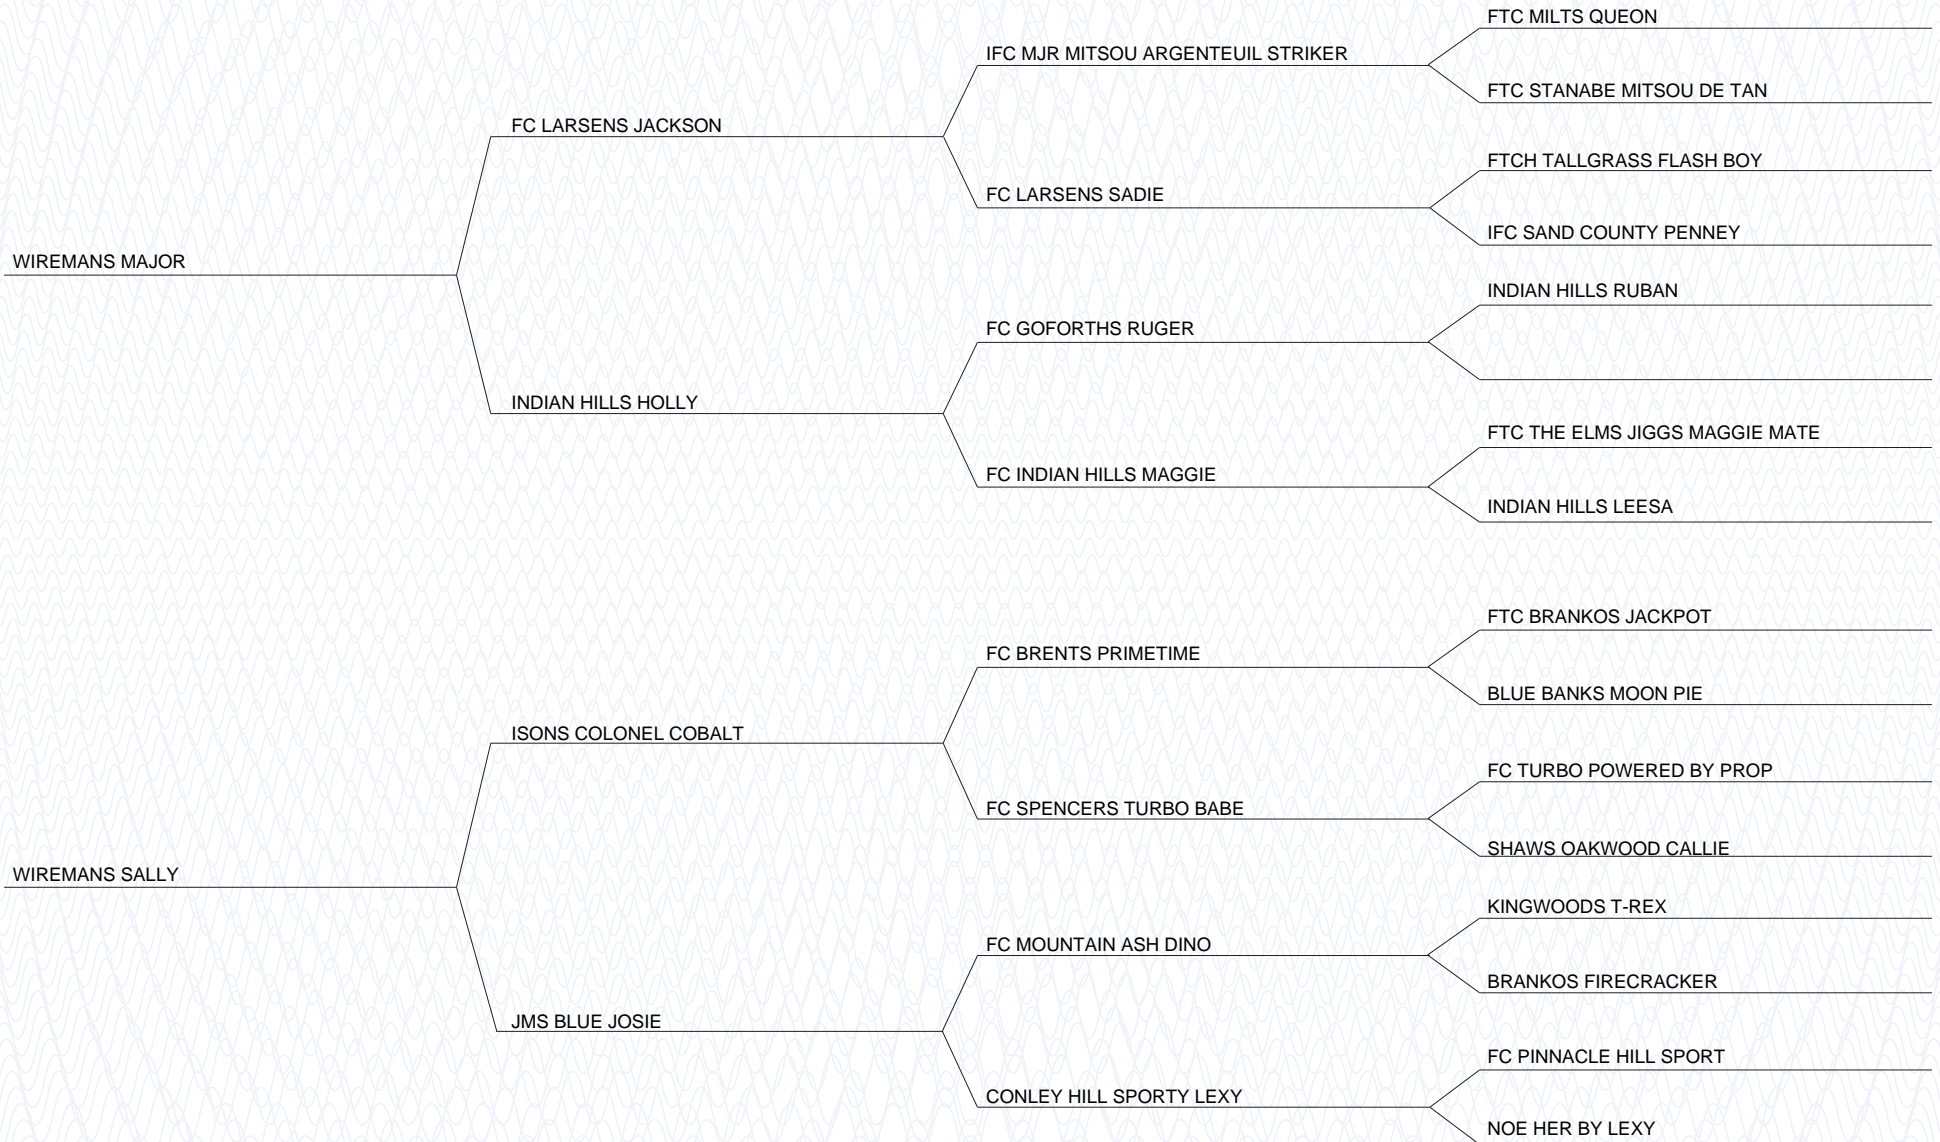 FTC MILTS QUEON
IFC MJR MITSOU ARGENTEUIL STRIKER
FTC STANABE MITSOU DE TAN
FC LARSENS JACKSON
FTCH TALLGRASS FLASH BOY
FC LARSENS SADIE
IFC SAND COUNTY PENNEY
WIREMANS MAJOR
INDIAN HILLS RUBAN
FC GOFORTHS RUGER
INDIAN HILLS HOLLY
FTC THE ELMS JIGGS MAGGIE MATE
FC INDIAN HILLS MAGGIE
INDIAN HILLS LEESA
FTC BRANKOS JACKPOT
FC BRENTS PRIMETIME
BLUE BANKS MOON PIE
ISONS COLONEL COBALT
FC TURBO POWERED BY PROP
FC SPENCERS TURBO BABE
SHAWS OAKWOOD CALLIE
WIREMANS SALLY
KINGWOODS T-REX
FC MOUNTAIN ASH DINO
BRANKOS FIRECRACKER
JMS BLUE JOSIE
FC PINNACLE HILL SPORT
CONLEY HILL SPORTY LEXY
NOE HER BY LEXY